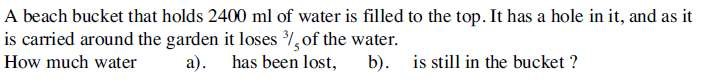 A beach bucket that holds 2400 ml of water is filled to the top. It has a hole in it, and as it
is carried around the garden it loses 3/5 of the water.
How much water a). has been lost, b). is still in the bucket ?